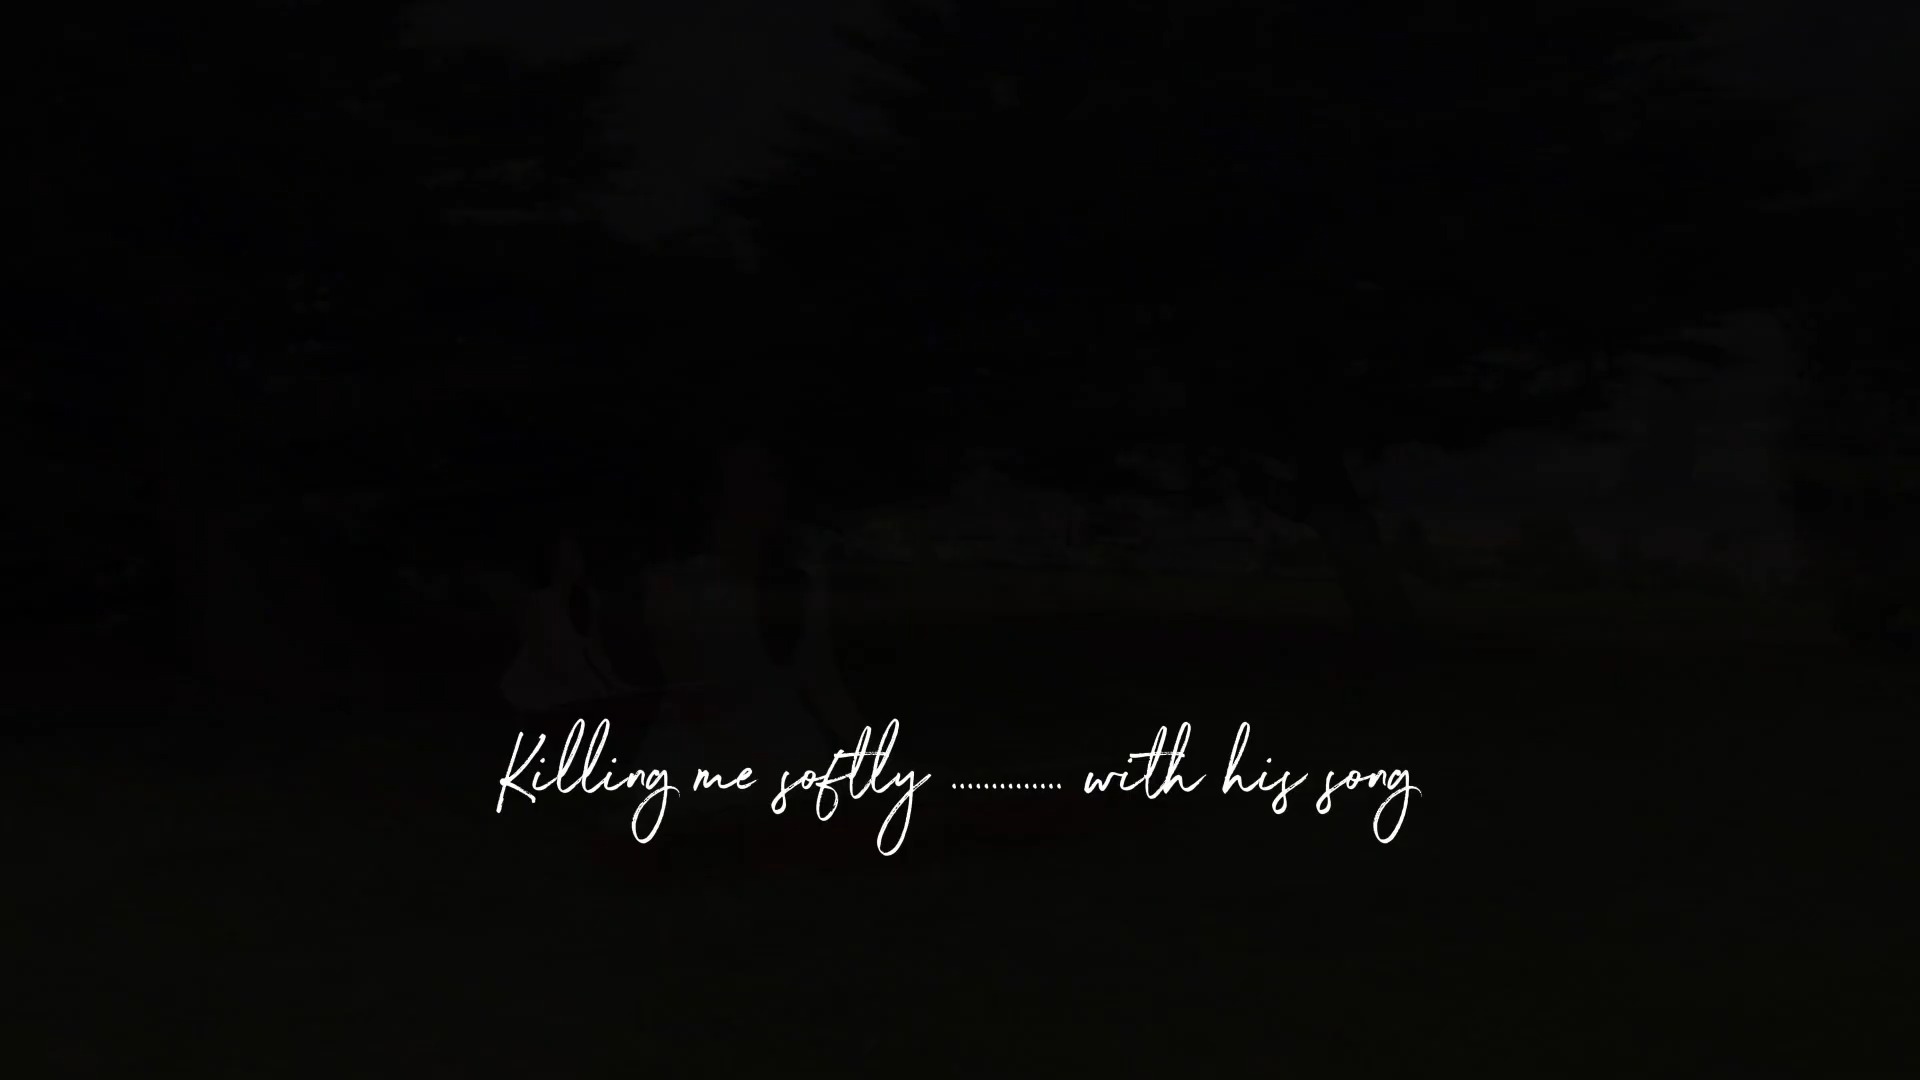 Killing me softly .............. with his song